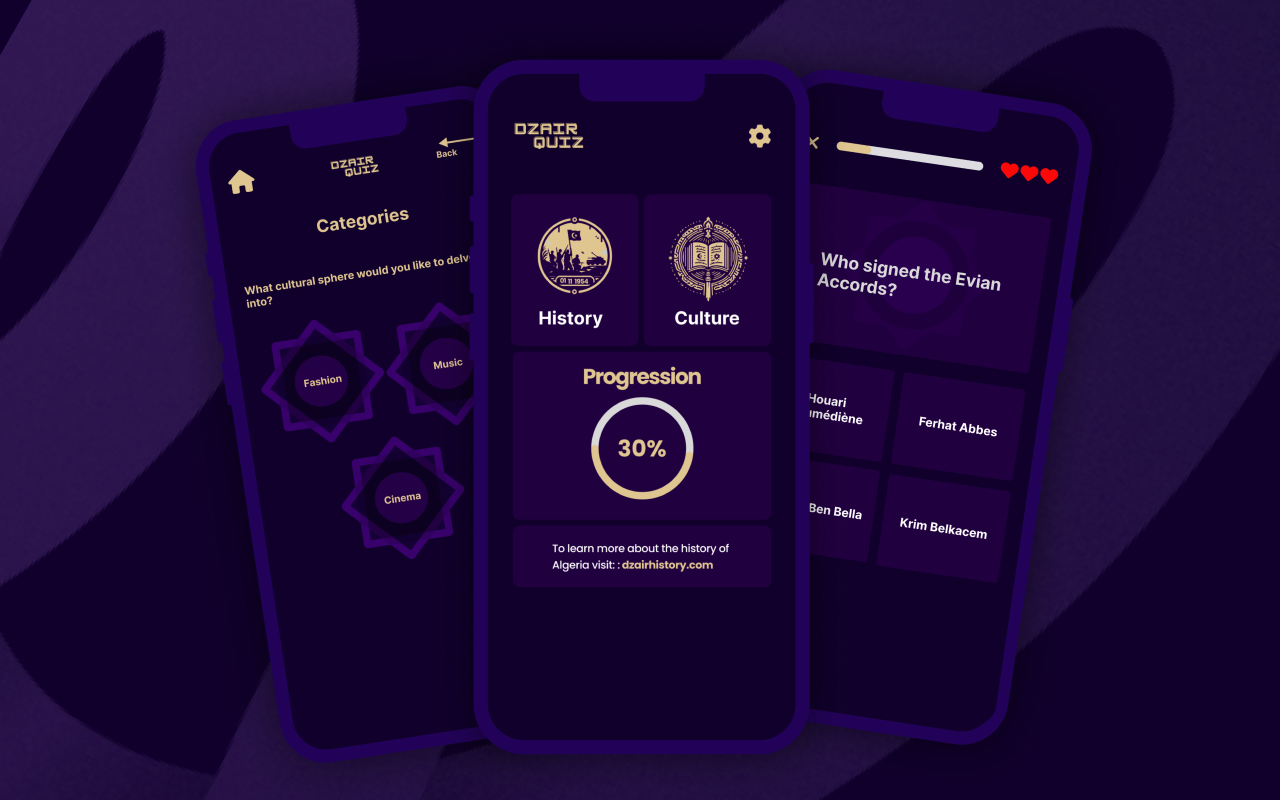 DZAIR
QUIZ
Back
Categories
What cultural sphere would you like to delve
into?
Fashion
Music
Cinema
DZAIR
QUIZ
01 11 1954
History
Culture
Progression
30%
To learn more about the history of
Algeria visit: : dzairhistory.com
Who signed the Evian
Accords?
Houari
Ferhat Abbes
Ben Bella
Krim Belkacem